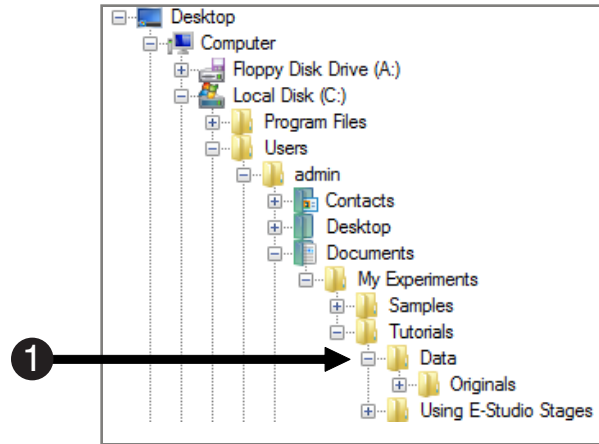 Desktop
Computer
Floppy Disk Drive (A:)
Local Disk (C:)
Program Files
Users
admin
Contacts
Desktop
Documents
My Experiments
Samples
Tutorials
1 Data
Originals
Using E-Studio Stages